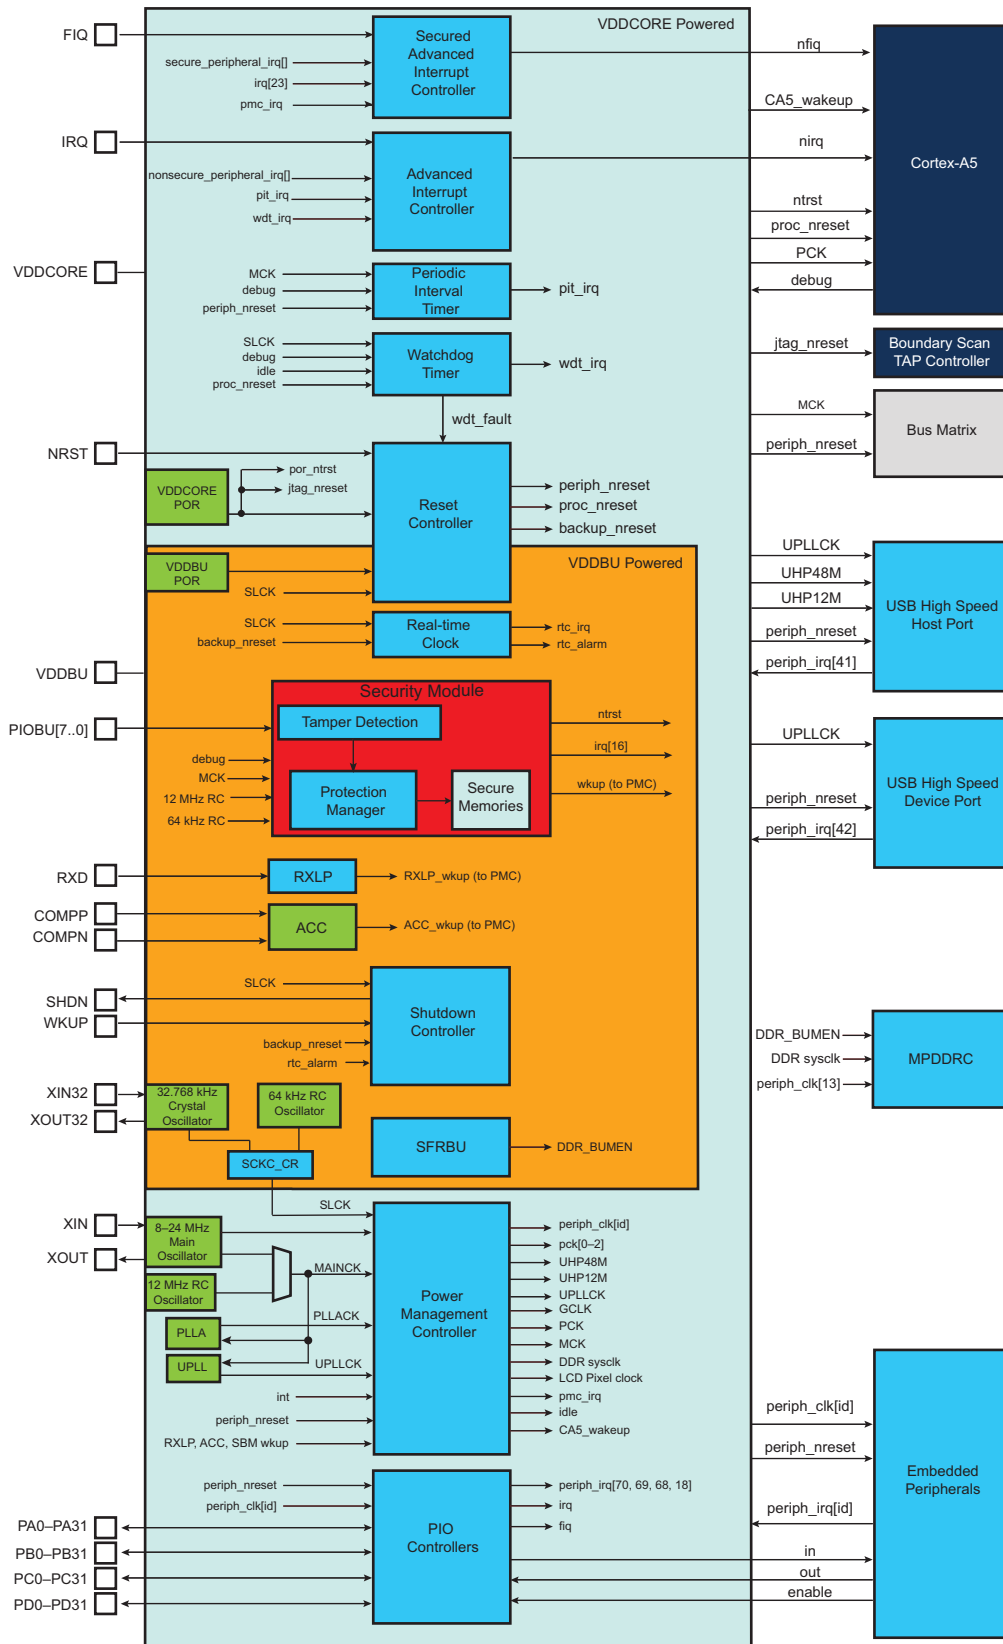 VDDCORE Powered
FIQ
Secured
Advanced
Interrupt
Controller
secure_peripheral_irq[]
irq[23]
pmc_irq
nfiq
CA5_wakeup
IRQ
nirq
Cortex-A5
nonsecure_peripheral_irq[]
pit_irq
wdt_irq
Advanced
Interrupt
Controller
ntrst
proc_nreset
PCK
debug
VDDCORE
MCK
debug
periph_nreset
Periodic
Interval
Timer
pit_irq
SLCK
debug
idle
proc_nreset
Watchdog
Timer
wdt_irq
jtag_nreset
Boundary Scan
TAP Controller
wdt_fault
MCK
periph_nreset
Bus Matrix
NRST
VDDCORE
POR
por_ntrst
jtag_nreset
Reset
Controller
periph_nreset
proc_nreset
backup_nreset
VDDBU Powered
VDDBU
POR
SLCK
UPLLCK
UHP48M
UHP12M
periph_nreset
periph_irq[41]
USB High Speed
Host Port
SLCK
backup_nreset
Real-time
Clock
rtc_irq
rtc_alarm
VDDBU
PIOBU[7..0]
Security Module
Tamper Detection
debug
MCK
12 MHz RC
64 kHz RC
Protection
Manager
Secure
Memories
ntrst
irq[16]
wkup (to PMC)
UPLLCK
periph_nreset
periph_irq[42]
USB High Speed
Device Port
RXD
RXLP
RXLP_wkup (to PMC)
COMPP
COMPN
ACC
ACC_wkup (to PMC)
SHDN
WKUP
SLCK
backup_nreset
rtc_alarm
Shutdown
Controller
DDR_BUMEN
DDR sysclk
periph_clk[13]
MPDDRC
XIN32
XOUT32
32.768 kHz
Crystal
Oscillator
64 kHz RC
Oscillator
SCKC_CR
SFRBU
DDR_BUMEN
SLCK
XIN
XOUT
8–24 MHz
Main
Oscillator
12 MHz RC
Oscillator
MAINCK
PLLACK
PLLA
UPLL
UPLLCK
int
periph_nreset
RXLP, ACC, SBM wkup
Power
Management
Controller
periph_clk[id]
pck[0–2]
UHP48M
UHP12M
UPLLCK
GCLK
PCK
MCK
DDR sysclk
LCD Pixel clock
pmc_irq
idle
CA5_wakeup
periph_clk[id]
periph_nreset
periph_irq[id]
in
out
enable
Embedded
Peripherals
periph_nreset
periph_clk[id]
PIO
Controllers
periph_irq[70, 69, 68, 18]
irq
fiq
PA0–PA31
PB0–PB31
PC0–PC31
PD0–PD31